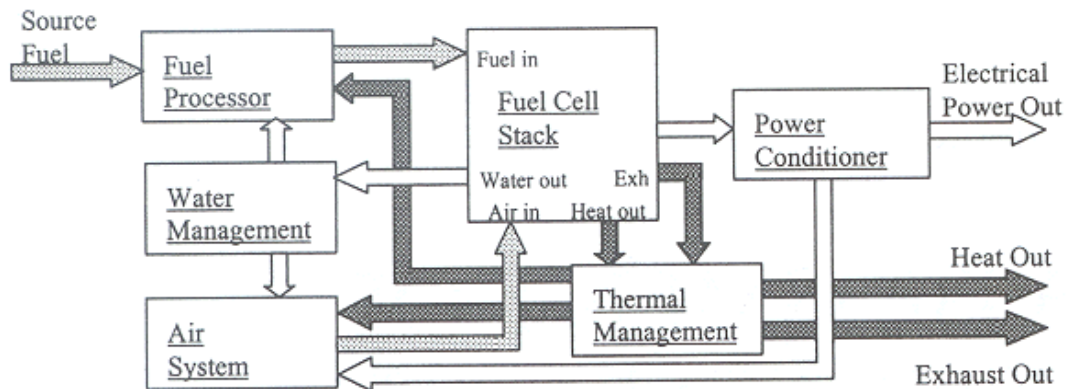 Source
Fuel
Fuel
Processor
Fuel in
Fuel Cell
Stack
Water out
Exh
Air in
Heat out
Power
Conditioner
Electrical
Power Out
Water
Management
Air
System
Thermal
Management
Heat Out
Exhaust Out